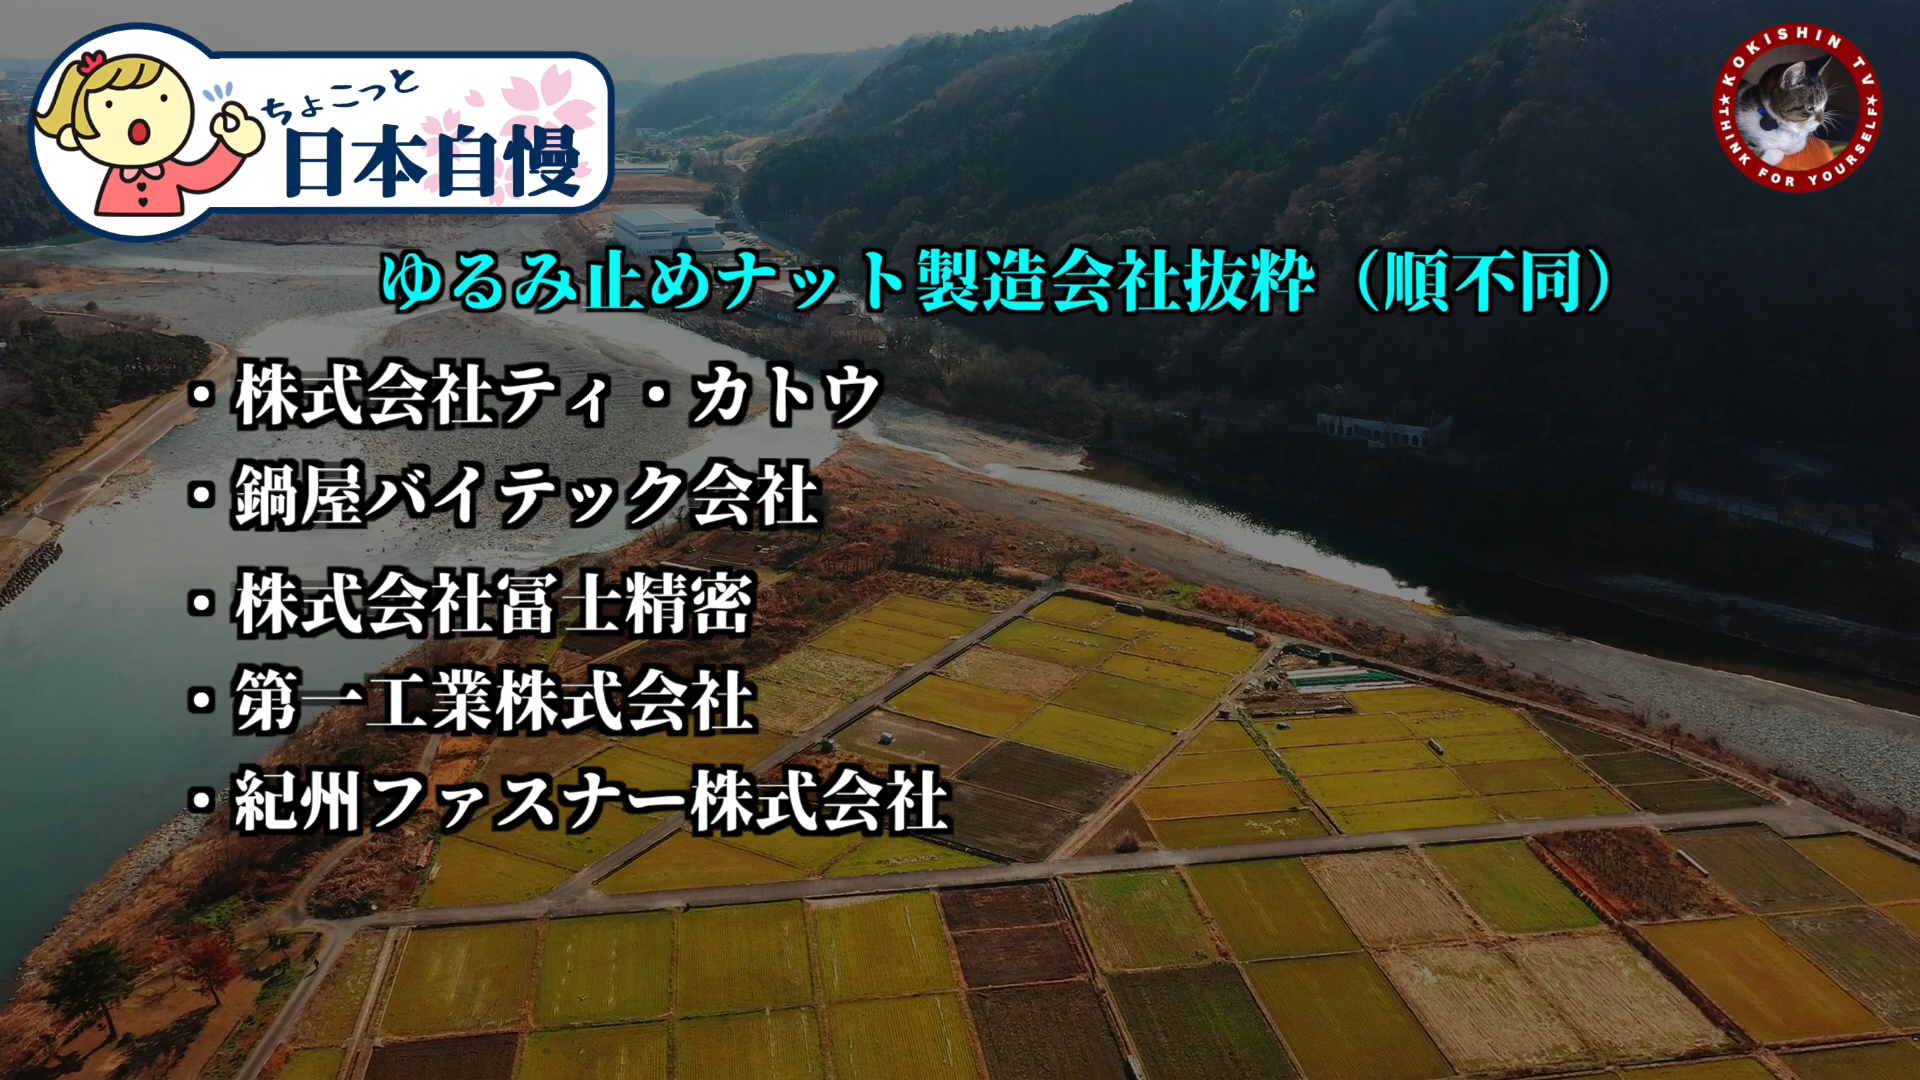 ちょこっと
日本自慢
KOKISHIN TV
★THINK FOR YOURSELF★
ゆるみ止めナット製造会社抜粋（順不同）
・株式会社ティ・カトウ
・鍋屋バイテック会社
・株式会社冨士精密
・第一工業株式会社
・紀州ファスナー株式会社